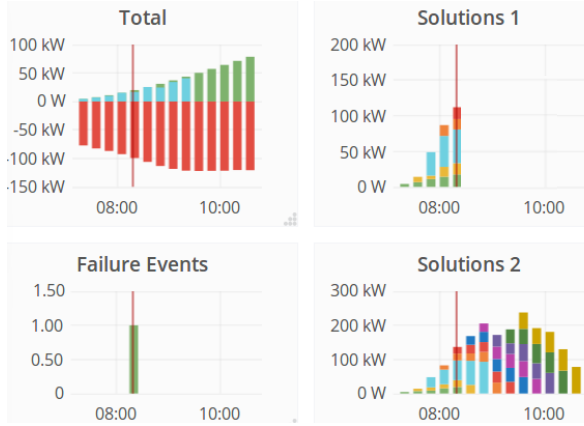 Total
100 kW
50 kW
0 W
-50 kW
-100 kW
-150 kW
08:00 10:00
Solutions 1
200 kW
150 kW
100 kW
50 kW
0 W
08:00 10:00
Failure Events
1.50
1.00
0.50
0
08:00 10:00
Solutions 2
300 kW
200 kW
100 kW
0 W
08:00 10:00